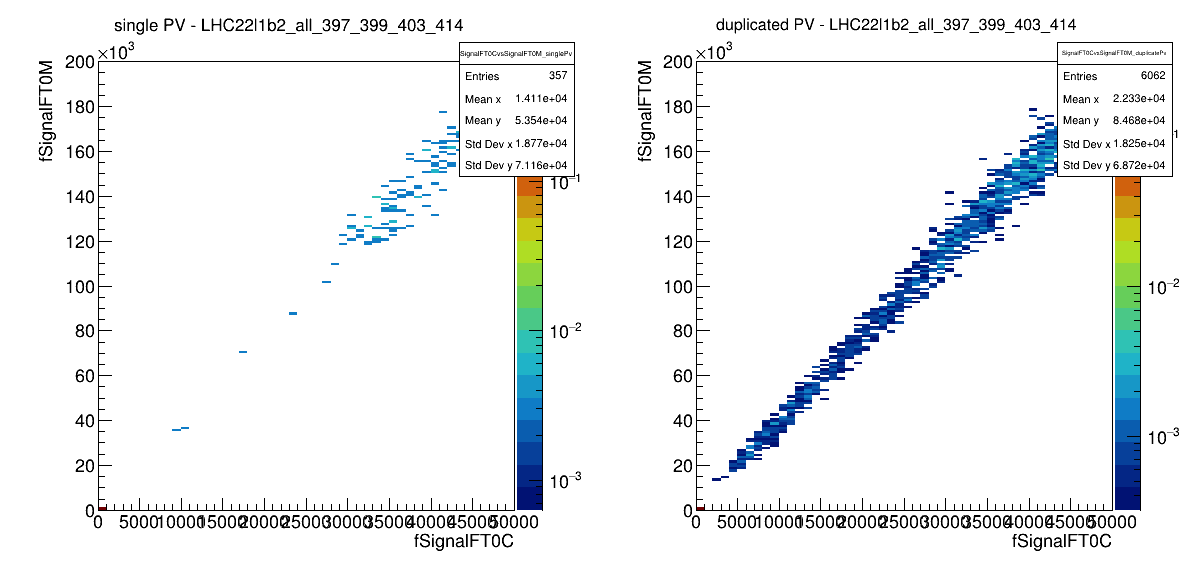 single PV - LHC22l1b2_all_397_399_403_414
×10³
fSignalFT0M
200
180
160
140
120
100
80
60
40
20
0
0 5000 10000 15000 20000 25000 30000 35000 40000 45000 50000
fSignalFT0C
SignalFT0CvsSignalFT0M_singlePv
Entries 357
Mean x 1.411e+04
Mean y 5.354e+04
Std Dev x 1.877e+04
Std Dev y 7.116e+04
10⁻¹
10⁻²
10⁻³
duplicated PV - LHC22l1b2_all_397_399_403_414
×10³
fSignalFT0M
200
180
160
140
120
100
80
60
40
20
0
0 5000 10000 15000 20000 25000 30000 35000 40000 45000 50000
fSignalFT0C
SignalFT0CvsSignalFT0M_duplicatePv
Entries 6062
Mean x 2.233e+04
Mean y 8.468e+04
Std Dev x 1.825e+04
Std Dev y 6.872e+04
1
10⁻²
10⁻³